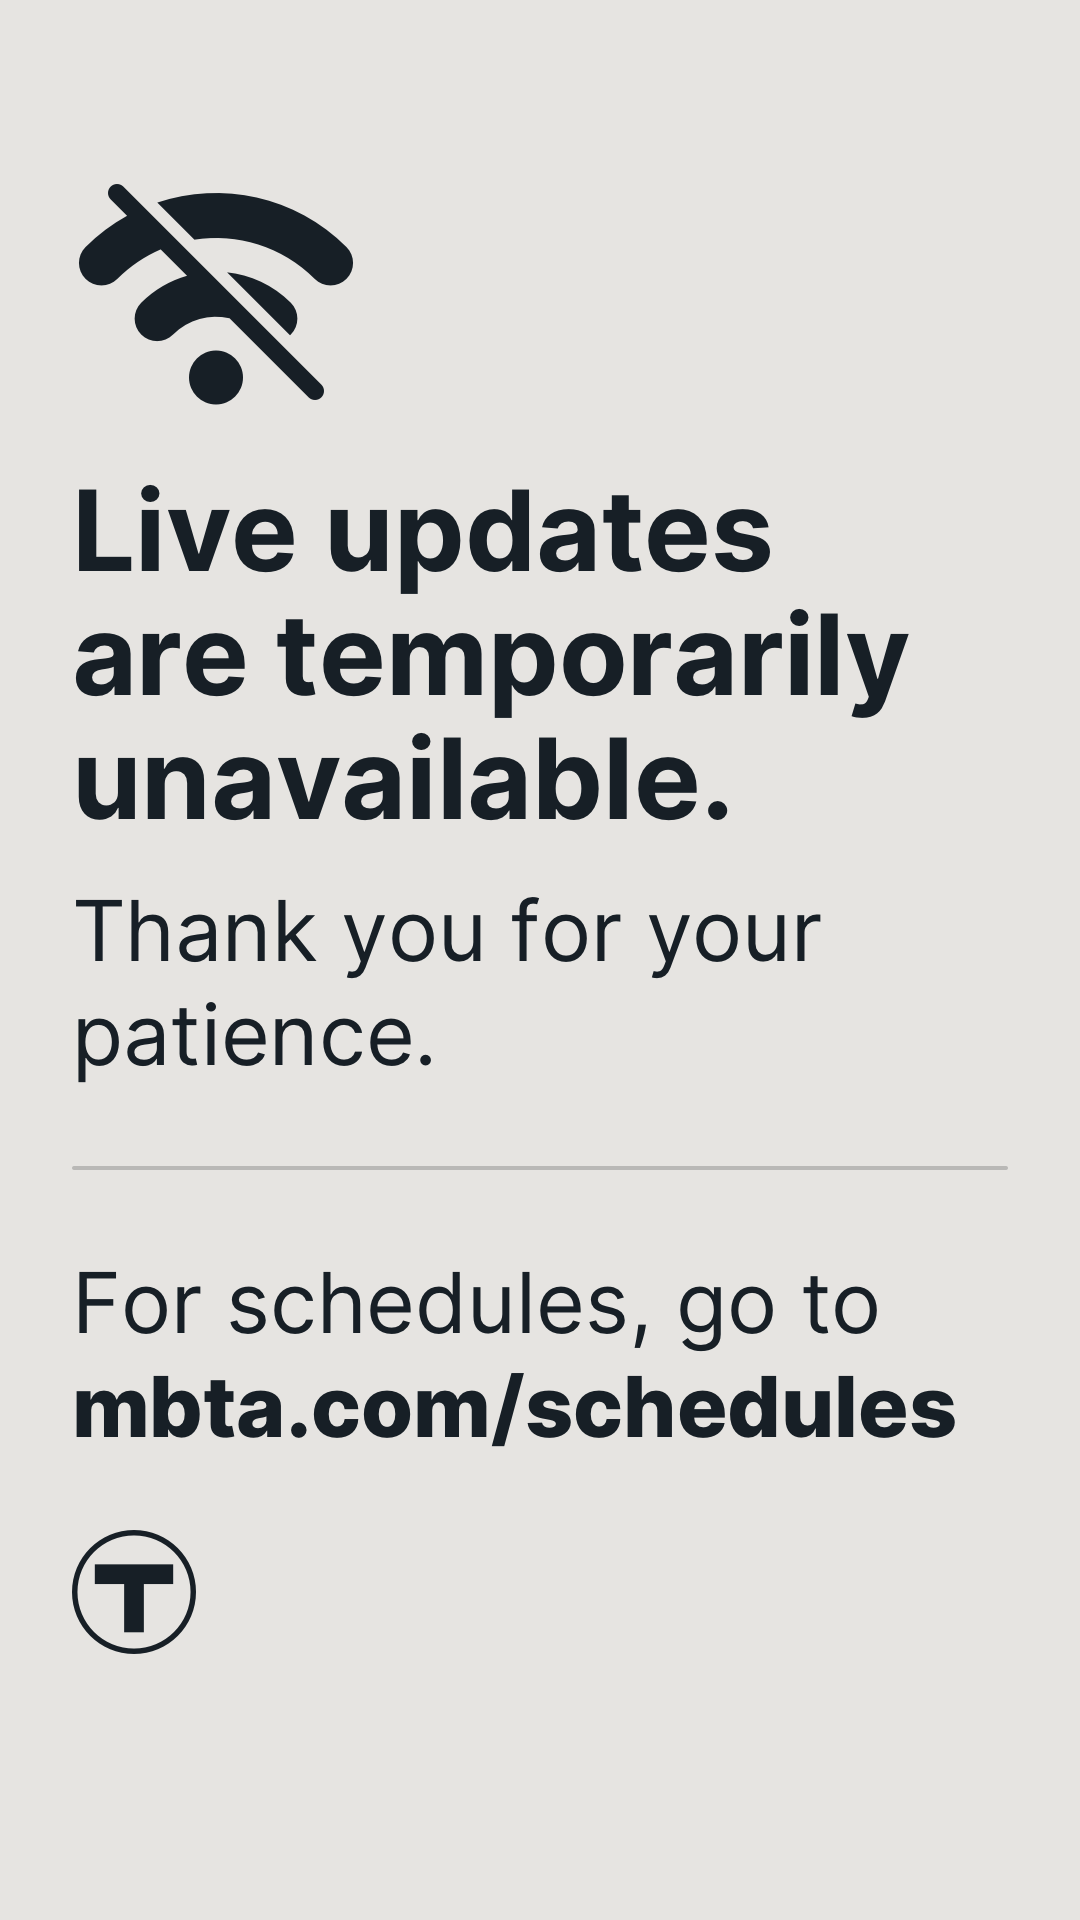 Live updates
are temporarily
unavailable.
Thank you for your
patience.
For schedules, go to
mbta.com/schedules
T